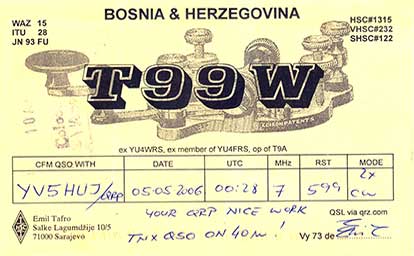 BOSNIA & HERZEGOVINA
WAZ 15
ITU 28
JN 93 FU
HSC#1315
VHSC#232
SHSC#122
T99W
ex YU4WRS, ex member of YU4FRS, op of T9A
CFM QSO WITH DATE UTC MHz RST MODE
YV5HUJ/QRP 05-05-2006 00:28 7 599 2x CW
YOUR QRP NICE WORK
TNX QSO ON 40m!
QSL via qrz.com
Vy 73 de
Emil Tafro
Salke Lagumdžije 10/5
71000 Sarajevo